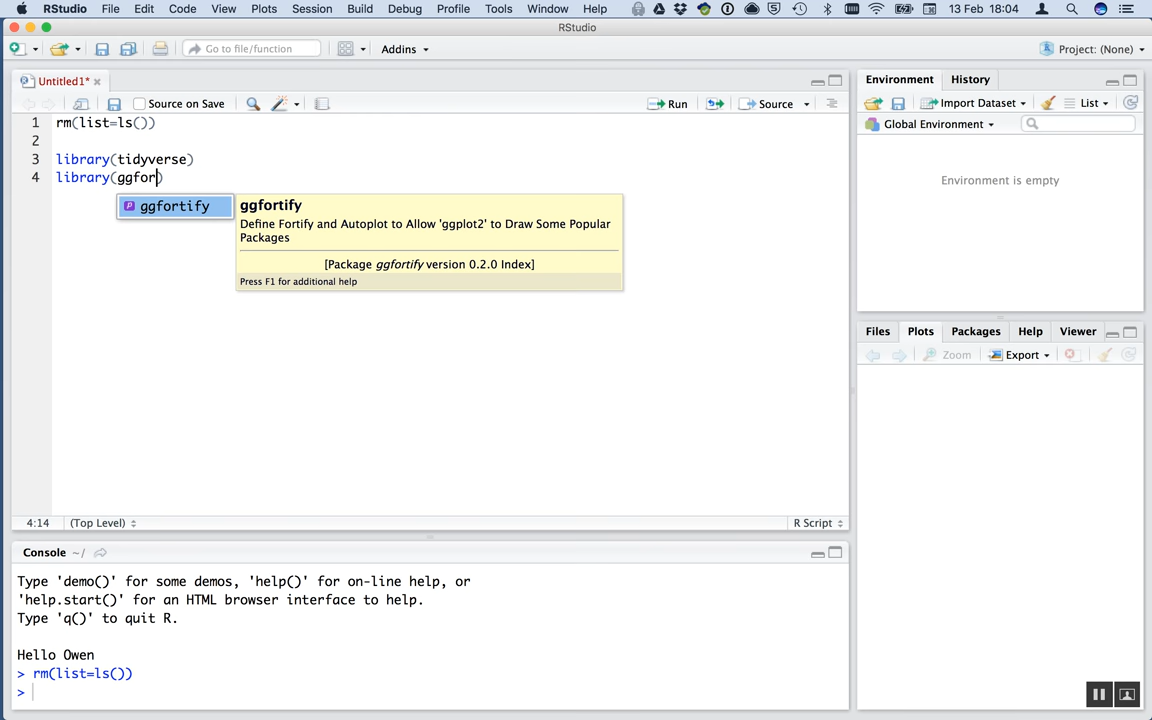 RStudio File Edit Code View Plots Session Build Debug Profile Tools Window Help 13 Feb 18:04
RStudio
Go to file/function Addins Project: (None)
Untitled1*
Source on Save Run Source
1 rm(list=ls())
2
3 library(tidyverse)
4 library(ggfor)
ggfortify
ggfortify
Define Fortify and Autoplot to Allow 'ggplot2' to Draw Some Popular
Packages
[Package ggfortify version 0.2.0 Index]
Press F1 for additional help
4:14 (Top Level) R Script
Console ~/
Type 'demo()' for some demos, 'help()' for on-line help, or
'help.start()' for an HTML browser interface to help.
Type 'q()' to quit R.
Hello Owen
> rm(list=ls())
>
Environment History
Import Dataset List
Global Environment
Environment is empty
Files Plots Packages Help Viewer
Zoom Export